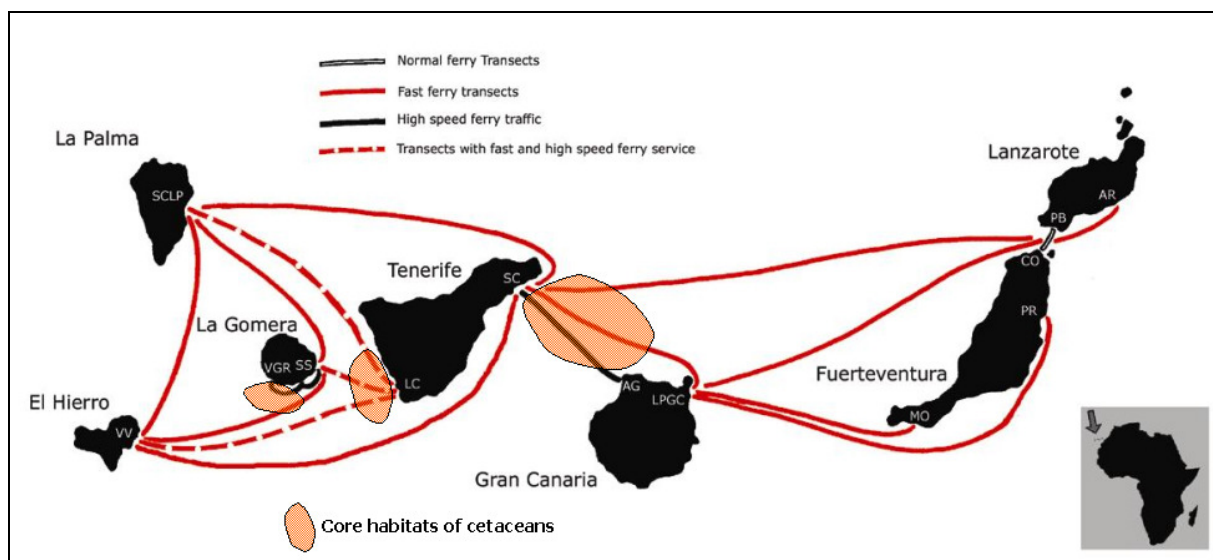 Normal ferry Transects
Fast ferry transects
High speed ferry traffic
Transects with fast and high speed ferry service
La Palma
SCLP
Lanzarote
AR
PB
CO
Tenerife
SC
PR
La Gomera
VGR SS
LC
AG
LPGC
Fuerteventura
MO
El Hierro
VV
Gran Canaria
Core habitats of cetaceans